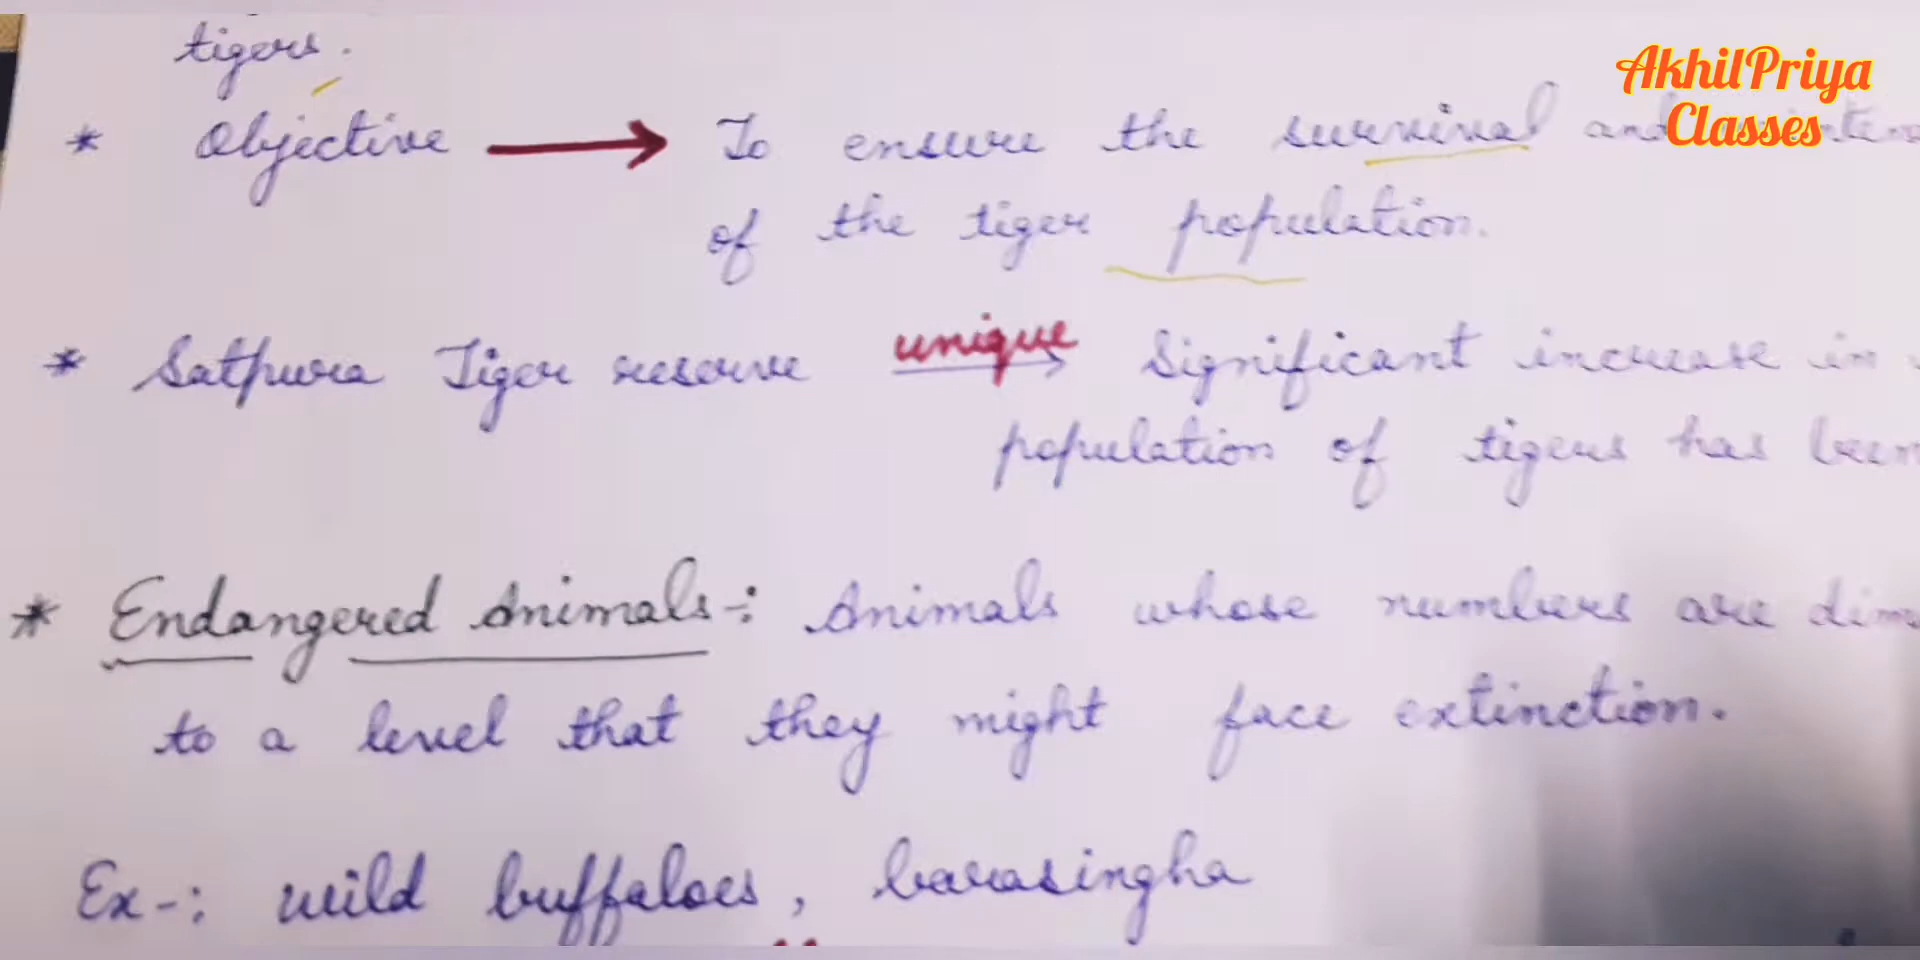 tigers.
* Objective → To ensure the survival and
of the tiger population.
* Satpura Tiger reserve unique → Significant increase in
population of tigers has been
* Endangered Animals -: Animals whose numbers are
to a level that they might face extinction.
Ex -: wild buffaloes, barasingha
AkhilPriya
Classes